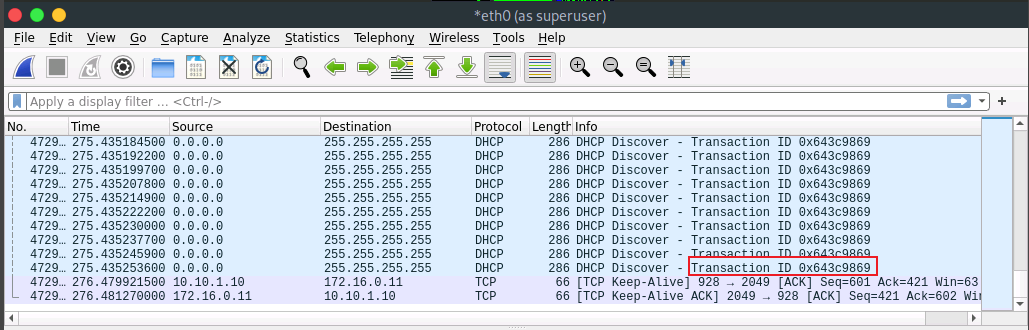 *eth0 (as superuser)
File Edit View Go Capture Analyze Statistics Telephony Wireless Tools Help
Apply a display filter ... <Ctrl-/>
No. Time Source Destination Protocol Length Info
4729… 275.435184500 0.0.0.0 255.255.255.255 DHCP 286 DHCP Discover - Transaction ID 0x643c9869
4729… 275.435192200 0.0.0.0 255.255.255.255 DHCP 286 DHCP Discover - Transaction ID 0x643c9869
4729… 275.435199700 0.0.0.0 255.255.255.255 DHCP 286 DHCP Discover - Transaction ID 0x643c9869
4729… 275.435207800 0.0.0.0 255.255.255.255 DHCP 286 DHCP Discover - Transaction ID 0x643c9869
4729… 275.435214900 0.0.0.0 255.255.255.255 DHCP 286 DHCP Discover - Transaction ID 0x643c9869
4729… 275.435222200 0.0.0.0 255.255.255.255 DHCP 286 DHCP Discover - Transaction ID 0x643c9869
4729… 275.435230000 0.0.0.0 255.255.255.255 DHCP 286 DHCP Discover - Transaction ID 0x643c9869
4729… 275.435237700 0.0.0.0 255.255.255.255 DHCP 286 DHCP Discover - Transaction ID 0x643c9869
4729… 275.435245900 0.0.0.0 255.255.255.255 DHCP 286 DHCP Discover - Transaction ID 0x643c9869
4729… 275.435253600 0.0.0.0 255.255.255.255 DHCP 286 DHCP Discover - Transaction ID 0x643c9869
4729… 276.479921500 10.10.1.10 172.16.0.11 TCP 66 [TCP Keep-Alive] 928 → 2049 [ACK] Seq=601 Ack=421 Win=63
4729… 276.481270000 172.16.0.11 10.10.1.10 TCP 66 [TCP Keep-Alive ACK] 2049 → 928 [ACK] Seq=421 Ack=602 Wi